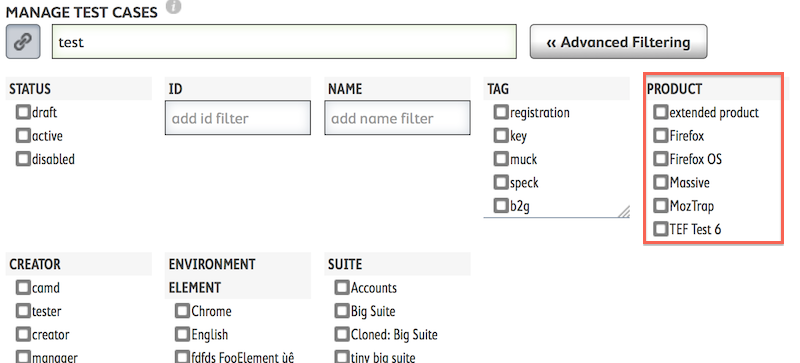 MANAGE TEST CASES i
test
« Advanced Filtering
STATUS
draft
active
disabled
ID
add id filter
NAME
add name filter
TAG
registration
key
muck
speck
b2g
PRODUCT
extended product
Firefox
Firefox OS
Massive
MozTrap
TEF Test 6
CREATOR
camd
tester
creator
manager
ENVIRONMENT
ELEMENT
Chrome
English
fdfds FooElement ùê
SUITE
Accounts
Big Suite
Cloned: Big Suite
tiny big suite